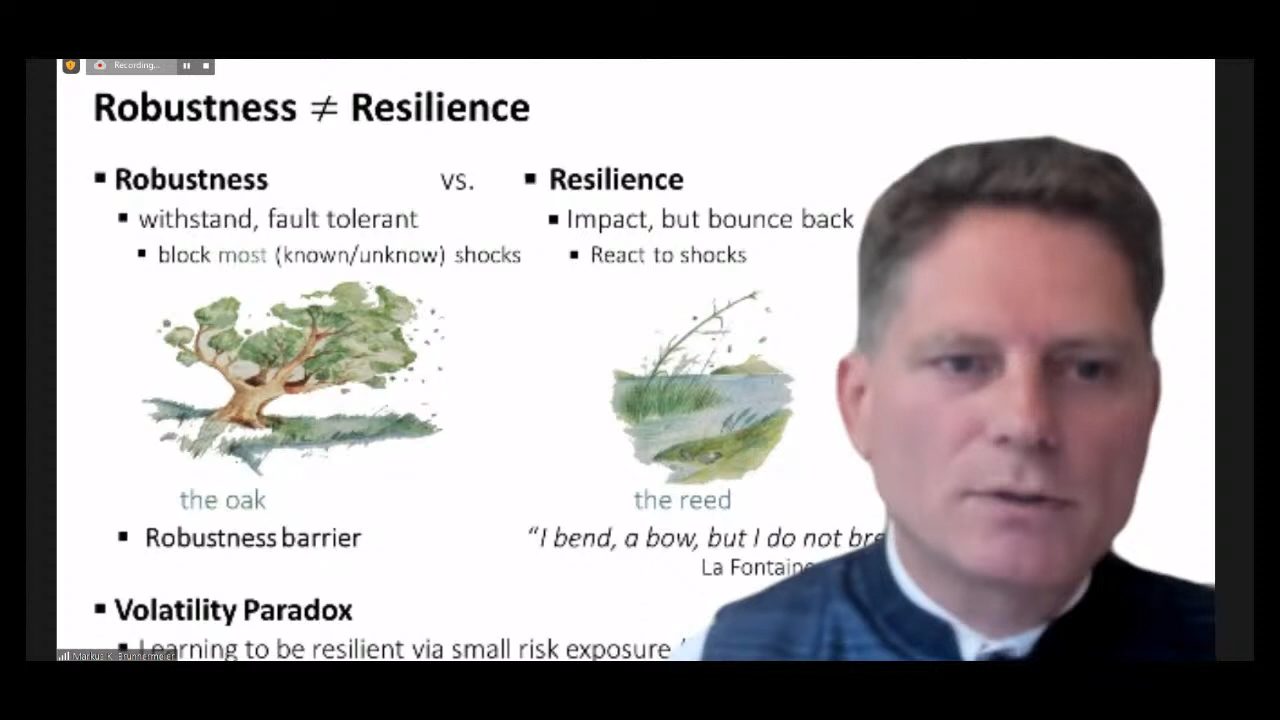 Recording...
Robustness ≠ Resilience
▪ Robustness vs. ▪ Resilience
▪ withstand, fault tolerant ▪ Impact, but bounce back
▪ block most (known/unknow) shocks ▪ React to shocks
the oak the reed
▪ Robustness barrier "I bend, a bow, but I do not
La Fontaine
▪ Volatility Paradox
▪ Learning to be resilient via small risk exposure
Markus K. Brunnermeier